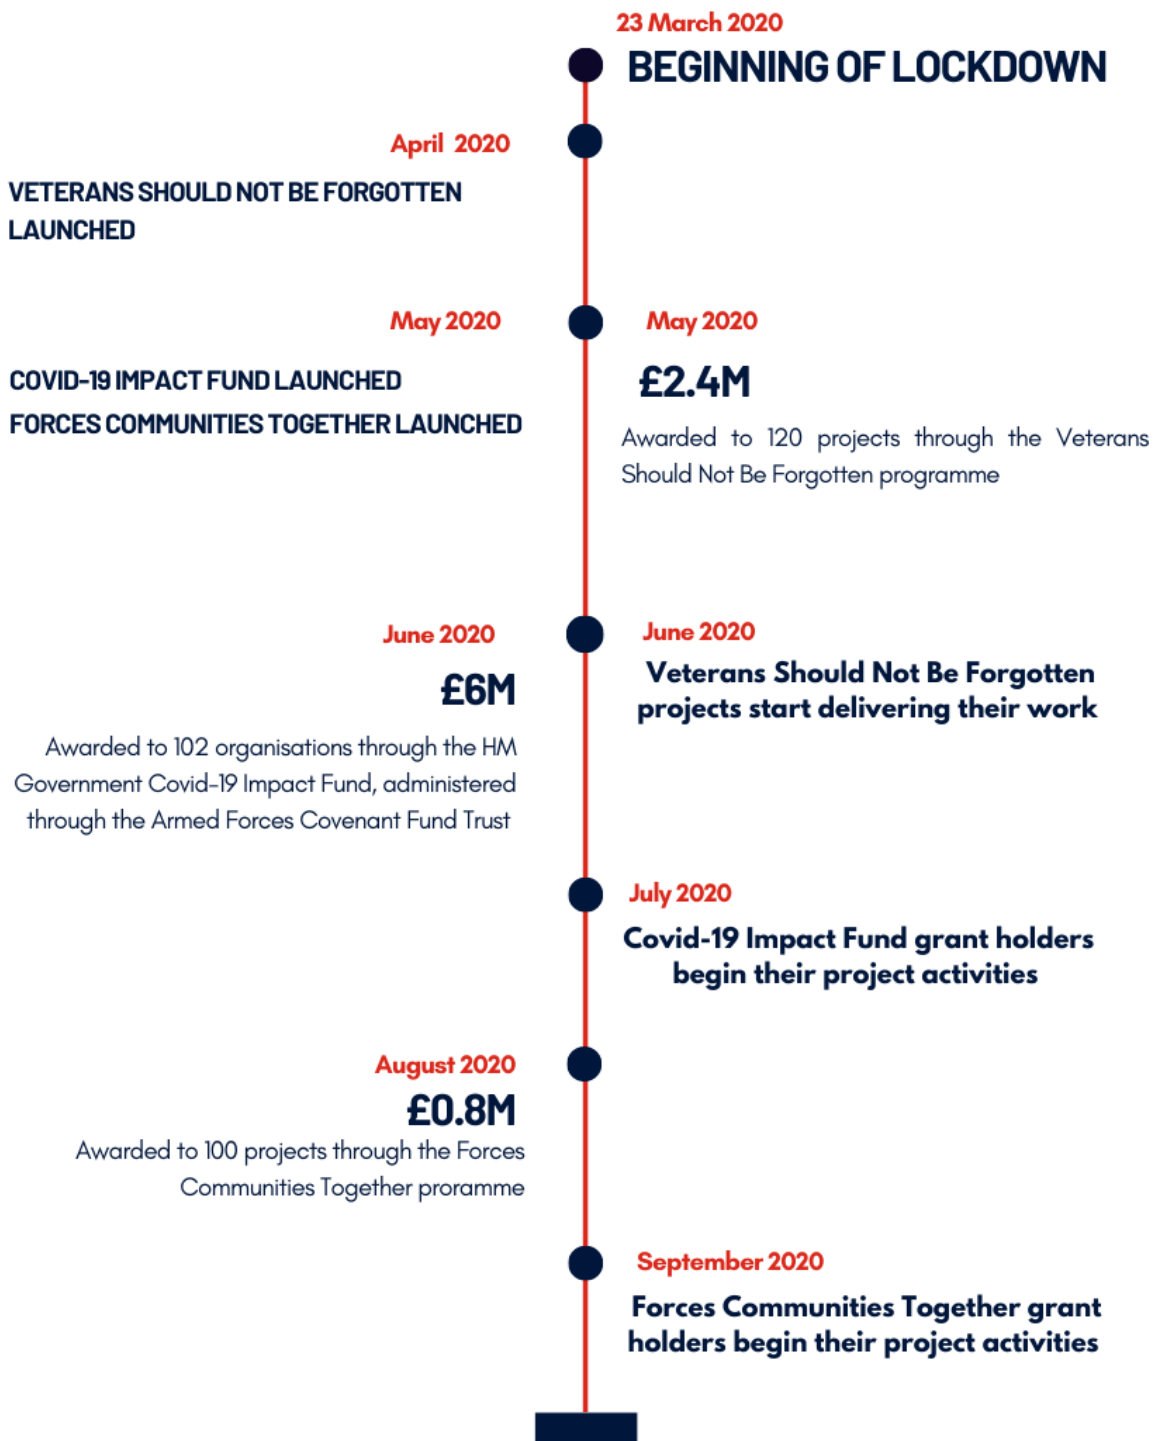 23 March 2020
BEGINNING OF LOCKDOWN
April 2020
VETERANS SHOULD NOT BE FORGOTTEN
LAUNCHED
May 2020
COVID-19 IMPACT FUND LAUNCHED
FORCES COMMUNITIES TOGETHER LAUNCHED
May 2020
£2.4M
Awarded to 120 projects through the Veterans
Should Not Be Forgotten programme
June 2020
£6M
Awarded to 102 organisations through the HM
Government Covid-19 Impact Fund, administered
through the Armed Forces Covenant Fund Trust
June 2020
Veterans Should Not Be Forgotten
projects start delivering their work
July 2020
Covid-19 Impact Fund grant holders
begin their project activities
August 2020
£0.8M
Awarded to 100 projects through the Forces
Communities Together proramme
September 2020
Forces Communities Together grant
holders begin their project activities